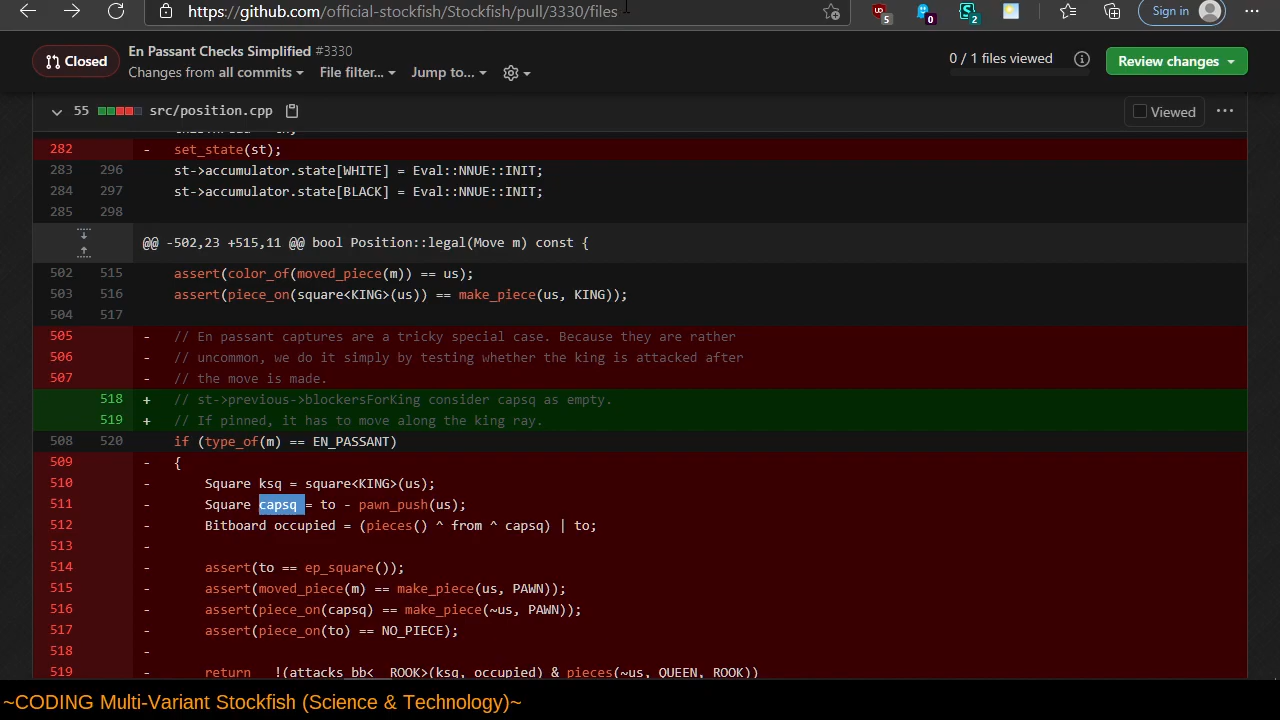 https://github.com/official-stockfish/Stockfish/pull/3330/files
5 0 2 Sign in
Closed
En Passant Checks Simplified #3330
Changes from all commits File filter... Jump to...
0 / 1 files viewed
Review changes
55 src/position.cpp
Viewed
282 - set_state(st);
283 296 st->accumulator.state[WHITE] = Eval::NNUE::INIT;
284 297 st->accumulator.state[BLACK] = Eval::NNUE::INIT;
285 298
@@ -502,23 +515,11 @@ bool Position::legal(Move m) const {
502 515 assert(color_of(moved_piece(m)) == us);
503 516 assert(piece_on(square<KING>(us)) == make_piece(us, KING));
504 517
505 - // En passant captures are a tricky special case. Because they are rather
506 - // uncommon, we do it simply by testing whether the king is attacked after
507 - // the move is made.
518 + // st->previous->blockersForKing consider capsq as empty.
519 + // If pinned, it has to move along the king ray.
508 520 if (type_of(m) == EN_PASSANT)
509 - {
510 - Square ksq = square<KING>(us);
511 - Square capsq = to - pawn_push(us);
512 - Bitboard occupied = (pieces() ^ from ^ capsq) | to;
513 -
514 - assert(to == ep_square());
515 - assert(moved_piece(m) == make_piece(us, PAWN));
516 - assert(piece_on(capsq) == make_piece(~us, PAWN));
517 - assert(piece_on(to) == NO_PIECE);
518 -
519 - return !(attacks_bb< ROOK>(ksq, occupied) & pieces(~us, QUEEN, ROOK))
~CODING Multi-Variant Stockfish (Science & Technology)~